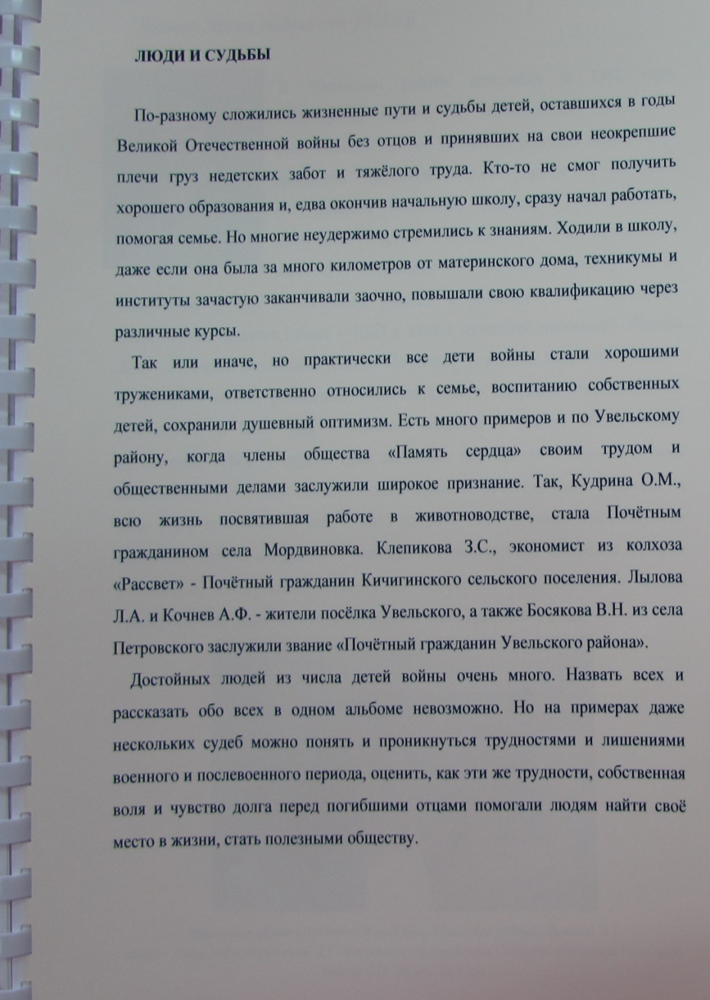 ЛЮДИ И СУДЬБЫ
По-разному сложились жизненные пути и судьбы детей, оставшихся в годы
Великой Отечественной войны без отцов и принявших на свои неокрепшие
плечи груз недетских забот и тяжёлого труда. Кто-то не смог получить
хорошего образования и, едва окончив начальную школу, сразу начал работать,
помогая семье. Но многие неудержимо стремились к знаниям. Ходили в школу,
даже если она была за много километров от материнского дома, техникумы и
институты зачастую заканчивали заочно, повышали свою квалификацию через
различные курсы.
Так или иначе, но практически все дети войны стали хорошими
тружениками, ответственно относились к семье, воспитанию собственных
детей, сохранили душевный оптимизм. Есть много примеров и по Увельскому
району, когда члены общества «Память сердца» своим трудом и
общественными делами заслужили широкое признание. Так, Кудрина О.М.,
всю жизнь посвятившая работе в животноводстве, стала Почётным
гражданином села Мордвиновка. Клепикова З.С., экономист из колхоза
«Рассвет» - Почётный гражданин Кичигинского сельского поселения. Лылова
Л.А. и Кочнев А.Ф. - жители посёлка Увельского, а также Босякова В.Н. из села
Петровского заслужили звание «Почётный гражданин Увельского района».
Достойных людей из числа детей войны очень много. Назвать всех и
рассказать обо всех в одном альбоме невозможно. Но на примерах даже
нескольких судеб можно понять и проникнуться трудностями и лишениями
военного и послевоенного периода, оценить, как эти же трудности, собственная
воля и чувство долга перед погибшими отцами помогали людям найти своё
место в жизни, стать полезными обществу.